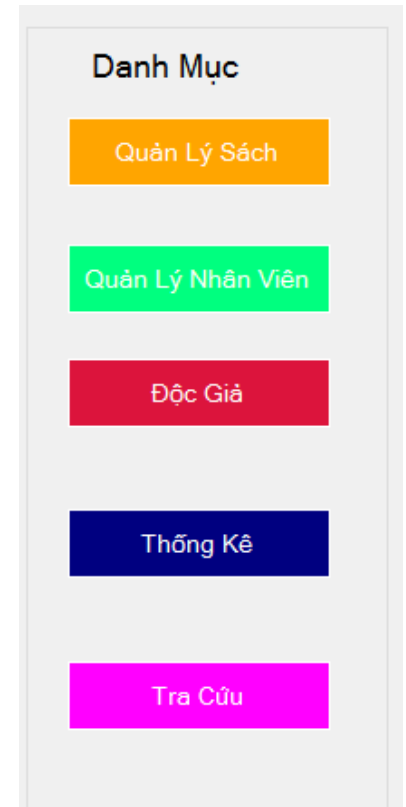 Danh Mục
Quản Lý Sách
Quản Lý Nhân Viên
Độc Giả
Thống Kê
Tra Cứu